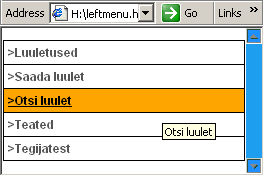 Address H:\leftmenu.h Go Links »
>Luuletused
>Saada luulet
>Otsi luulet
>Teated
Otsi luulet
>Tegijatest